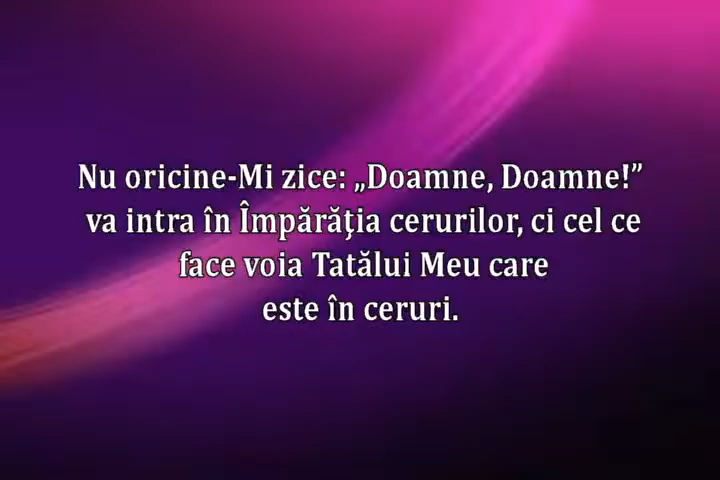 Nu oricine-Mi zice: „Doamne, Doamne!”
va intra în Împărăţia cerurilor, ci cel ce
face voia Tatălui Meu care
este în ceruri.